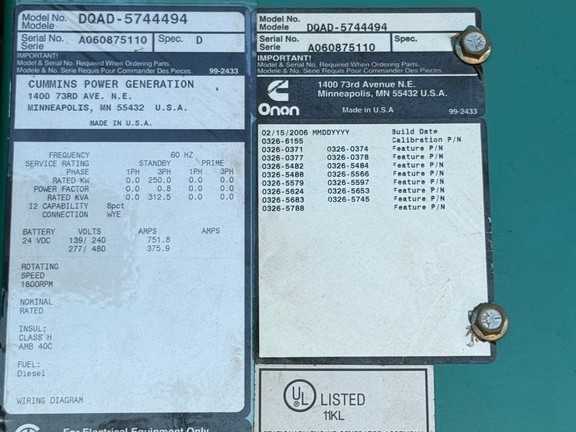 Model No. DQAD-5744494
Modele
Serial No. A060875110 Spec. D
Serie
IMPORTANT!
Model & Serial No. Required When Ordering Parts.
Modele & No. Serie Requis Pour Commander Des Pieces. 99-2433
CUMMINS POWER GENERATION
1400 73RD AVE. N.E.
MINNEAPOLIS, MN 55432 U.S.A.
MADE IN U.S.A.
FREQUENCY 60 HZ
SERVICE RATING STANDBY PRIME
PHASE 1PH 3PH 1PH 3PH
RATED KW 0.0 250.0 0.0 0.0
POWER FACTOR 0.0 0.8 0.0 0.0
RATED KVA 0.0 312.5 0.0 0.0
I2 CAPABILITY 8pct
CONNECTION WYE
BATTERY VOLTS AMPS AMPS
24 VDC 139/ 240 751.8
277/ 480 375.9
ROTATING
SPEED
1800RPM
NOMINAL
RATED
INSUL:
CLASS H
AMB 40C
FUEL:
Diesel
WIRING DIAGRAM
For Electrical Equipment Only
Model No. DQAD-5744494
Modele
Serial No. A060875110 Spec. D
Serie
IMPORTANT!
Model & Serial No. Required When Ordering Parts.
Modele & No. Serie Requis Pour Commander Des Pieces.
1400 73rd Avenue N.E.
Minneapolis, MN 55432 U.S.A.
Onan Made in U.S.A. 99-2433
02/15/2006 MMDDYYYY Build Date
0326-6155 Calibration P/N
0326-0371 0326-0374 Feature P/N
0326-0377 0326-0378 Feature P/N
0326-5482 0326-5484 Feature P/N
0326-5488 0326-5566 Feature P/N
0326-5579 0326-5597 Feature P/N
0326-5624 0326-5653 Feature P/N
0326-5683 0326-5745 Feature P/N
0326-5788 Feature P/N
UL LISTED
11KL